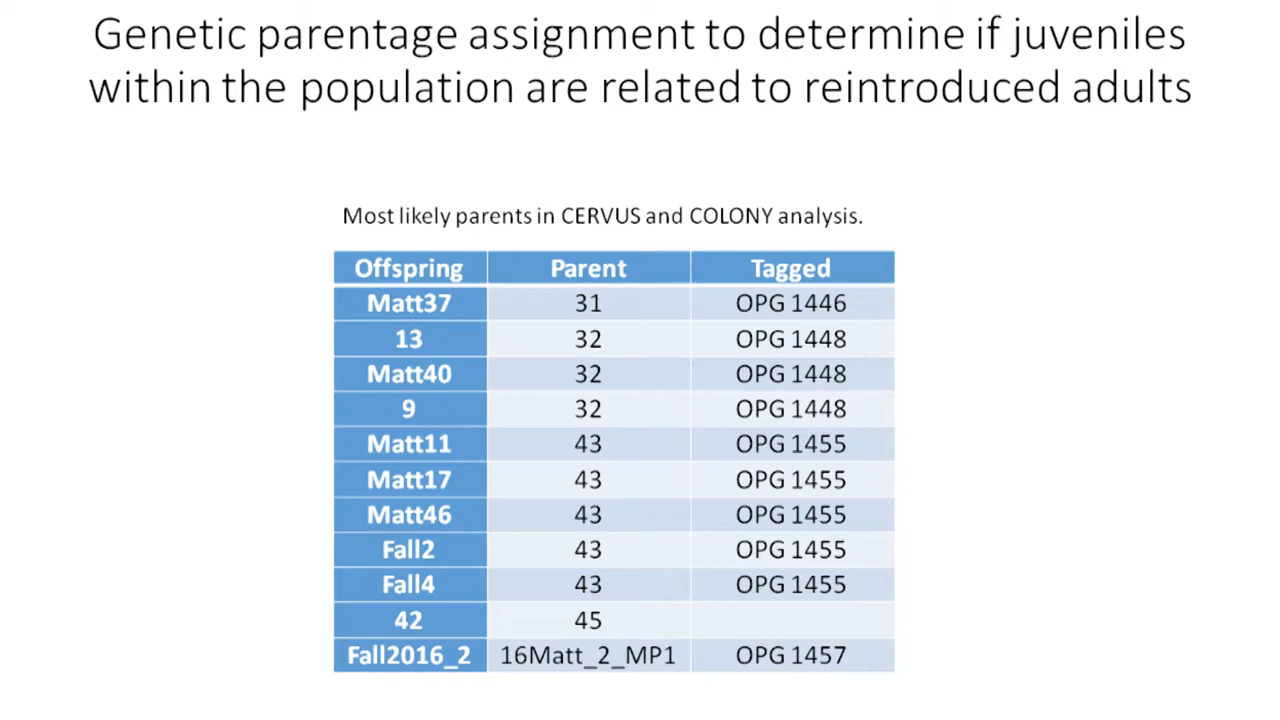 Genetic parentage assignment to determine if juveniles
within the population are related to reintroduced adults
Most likely parents in CERVUS and COLONY analysis.
Offspring Parent Tagged
Matt37 31 OPG 1446
13 32 OPG 1448
Matt40 32 OPG 1448
9 32 OPG 1448
Matt11 43 OPG 1455
Matt17 43 OPG 1455
Matt46 43 OPG 1455
Fall2 43 OPG 1455
Fall4 43 OPG 1455
42 45
Fall2016_2 16Matt_2_MP1 OPG 1457